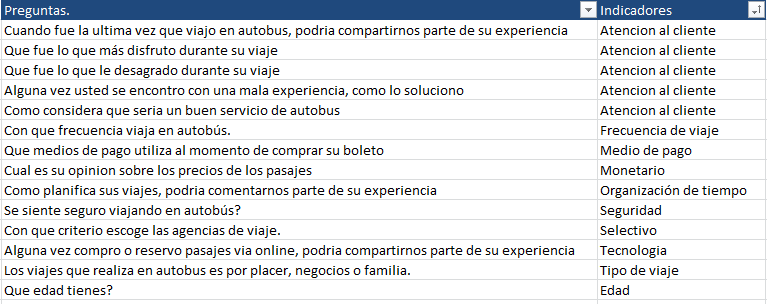 Preguntas. Indicadores
Cuando fue la ultima vez que viajo en autobus, podria compartirnos parte de su experiencia Atencion al cliente
Que fue lo que más disfruto durante su viaje Atencion al cliente
Que fue lo que le desagrado durante su viaje Atencion al cliente
Alguna vez usted se encontro con una mala experiencia, como lo soluciono Atencion al cliente
Como considera que seria un buen servicio de autobus Atencion al cliente
Con que frecuencia viaja en autobús. Frecuencia de viaje
Que medios de pago utiliza al momento de comprar su boleto Medio de pago
Cual es su opinion sobre los precios de los pasajes Monetario
Como planifica sus viajes, podria comentarnos parte de su experiencia Organización de tiempo
Se siente seguro viajando en autobús? Seguridad
Con que criterio escoge las agencias de viaje. Selectivo
Alguna vez compro o reservo pasajes via online, podria compartirnos parte de su experiencia Tecnologia
Los viajes que realiza en autobus es por placer, negocios o familia. Tipo de viaje
Que edad tienes? Edad